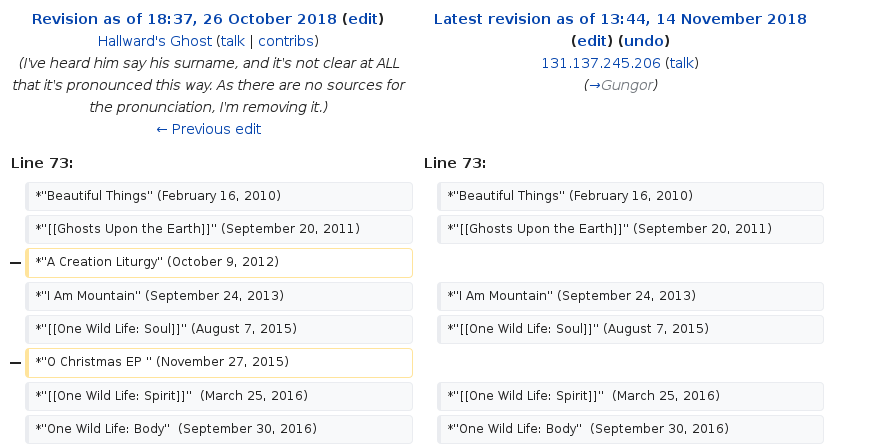 Revision as of 18:37, 26 October 2018 (edit)
Hallward's Ghost (talk | contribs)
(I've heard him say his surname, and it's not clear at ALL
that it's pronounced this way. As there are no sources for
the pronunciation, I'm removing it.)
← Previous edit
Latest revision as of 13:44, 14 November 2018
(edit) (undo)
131.137.245.206 (talk)
(→Gungor)
Line 73:
Line 73:
*''Beautiful Things'' (February 16, 2010)
*''Beautiful Things'' (February 16, 2010)
*''[[Ghosts Upon the Earth]]'' (September 20, 2011)
*''[[Ghosts Upon the Earth]]'' (September 20, 2011)
− *''A Creation Liturgy'' (October 9, 2012)
*''I Am Mountain'' (September 24, 2013)
*''I Am Mountain'' (September 24, 2013)
*''[[One Wild Life: Soul]]'' (August 7, 2015)
*''[[One Wild Life: Soul]]'' (August 7, 2015)
− *''O Christmas EP '' (November 27, 2015)
*''[[One Wild Life: Spirit]]''  (March 25, 2016)
*''[[One Wild Life: Spirit]]''  (March 25, 2016)
*''One Wild Life: Body''  (September 30, 2016)
*''One Wild Life: Body''  (September 30, 2016)